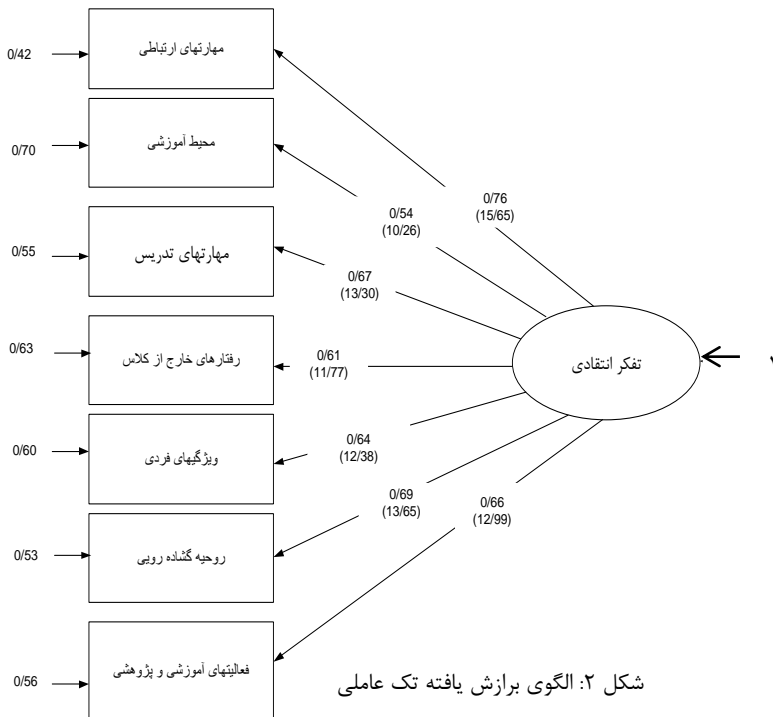 0/42
مهارتهای ارتباطی
0/70
محیط آموزشی
0/76
(15/65)
0/54
(10/26)
0/55
مهارتهای تدریس
0/67
(13/30)
0/63
رفتارهای خارج از کلاس
0/61
(11/77)
تفکر انتقادی
0/60
ویژگیهای فردی
0/64
(12/38)
0/69
(13/65)
0/66
(12/99)
0/53
روحیه گشاده رویی
0/56
فعالیتهای آموزشی و پژوهشی
شکل ۲: الگوی برازش یافته تک عاملی